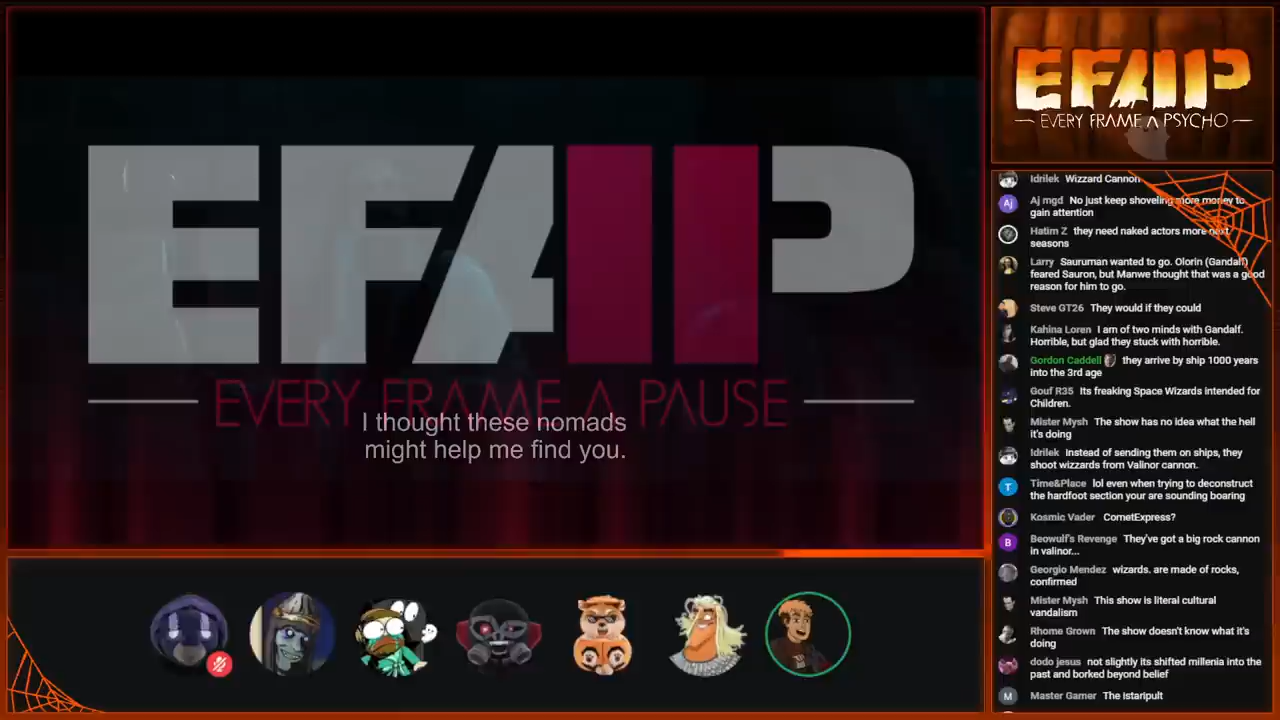 EFAIIP
EVERY FRAME A PAUSE
I thought these nomads
might help me find you.
EFAIIP
EVERY FRAME A PSYCHO
Idrilek Wizzard Cannon
Aj mgd No just keep shoveling more money to
gain attention
Hatim Z they need naked actors more next
seasons
Larry Sauruman wanted to go. Olorin (Gandalf)
feared Sauron, but Manwe thought that was a good
reason for him to go.
Steve GT26 They would if they could
Kahina Loren I am of two minds with Gandalf.
Horrible, but glad they stuck with horrible.
Gordon Caddell they arrive by ship 1000 years
into the 3rd age
Gouf R35 Its freaking Space Wizards intended for
Children.
Mister Mysh The show has no idea what the hell
it's doing
Idrilek instead of sending them on ships, they
shoot wizzards from Valinor cannon.
T
Time&Place lol even when trying to deconstruct
the hardfoot section your are sounding boaring
Kosmic Vader CometExpress?
B
Beowulf's Revenge They've got a big rock cannon
in valinor...
Georgio Mendez wizards. are made of rocks,
confirmed
Mister Mysh This show is literal cultural
vandalism
Rhome Grown The show doesn't know what it's
doing
dodo jesus not slightly its shifted millenia into the
past and borked beyond belief
M
Master Gamer The Istaripult